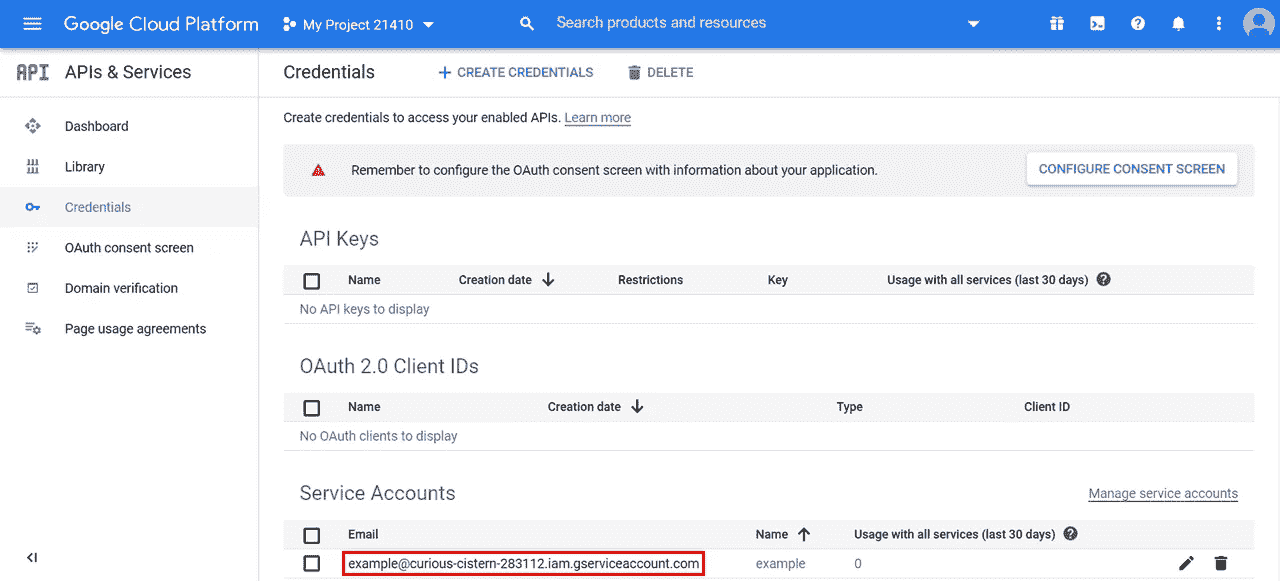 Google Cloud Platform My Project 21410 Search products and resources
API APIs & Services Credentials CREATE CREDENTIALS DELETE
Dashboard
Library
Credentials
OAuth consent screen
Domain verification
Page usage agreements
Create credentials to access your enabled APIs. Learn more
Remember to configure the OAuth consent screen with information about your application. CONFIGURE CONSENT SCREEN
API Keys
Name Creation date Restrictions Key Usage with all services (last 30 days)
No API keys to display
OAuth 2.0 Client IDs
Name Creation date Type Client ID
No OAuth clients to display
Service Accounts Manage service accounts
Email Name Usage with all services (last 30 days)
example@curious-cistern-283112.iam.gserviceaccount.com example 0